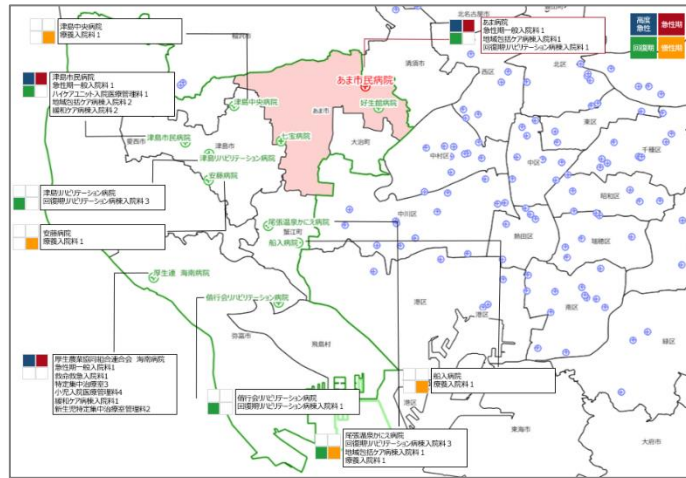 津島中央病院
療養入院料1
あま病院
急性期一般入院料1
地域包括ケア病棟入院料1
回復期リハビリテーション病棟入院料1
高度
急性
急性期
回復期
慢性期
北名古屋市
稲沢市
清須市
西区
北区
あま市民病院
津島市民病院
急性期一般入院料1
ハイケアユニット入院医療管理料1
地域包括ケア病棟入院料2
緩和ケア病棟入院料2
津島中央病院
好生館病院
あま市
東区
津島市民病院
七宝病院
大治町
千種区
愛西市
津島市
中村区
中区
津島リハビリテーション病院
安藤病院
昭和区
津島リハビリテーション病院
回復期リハビリテーション病棟入院料3
中川区
尾張温泉かにえ病院
熱田区
瑞穂区
安藤病院
療養入院料1
蟹江町
船入病院
厚生連 海南病院
港区
南区
偕行会リハビリテーション病院
弥富市
飛島村
港区
緑区
厚生農業協同組合連合会 海南病院
急性期一般入院料1
救命救急入院料1
特定集中治療室3
小児入院医療管理料4
緩和ケア病棟入院料1
新生児特定集中治療室管理料2
船入病院
療養入院料1
偕行会リハビリテーション病院
回復期リハビリテーション病棟入院料1
港区
尾張温泉かにえ病院
回復期リハビリテーション病棟入院料3
地域包括ケア病棟入院料1
療養入院料1
東海市
大府市